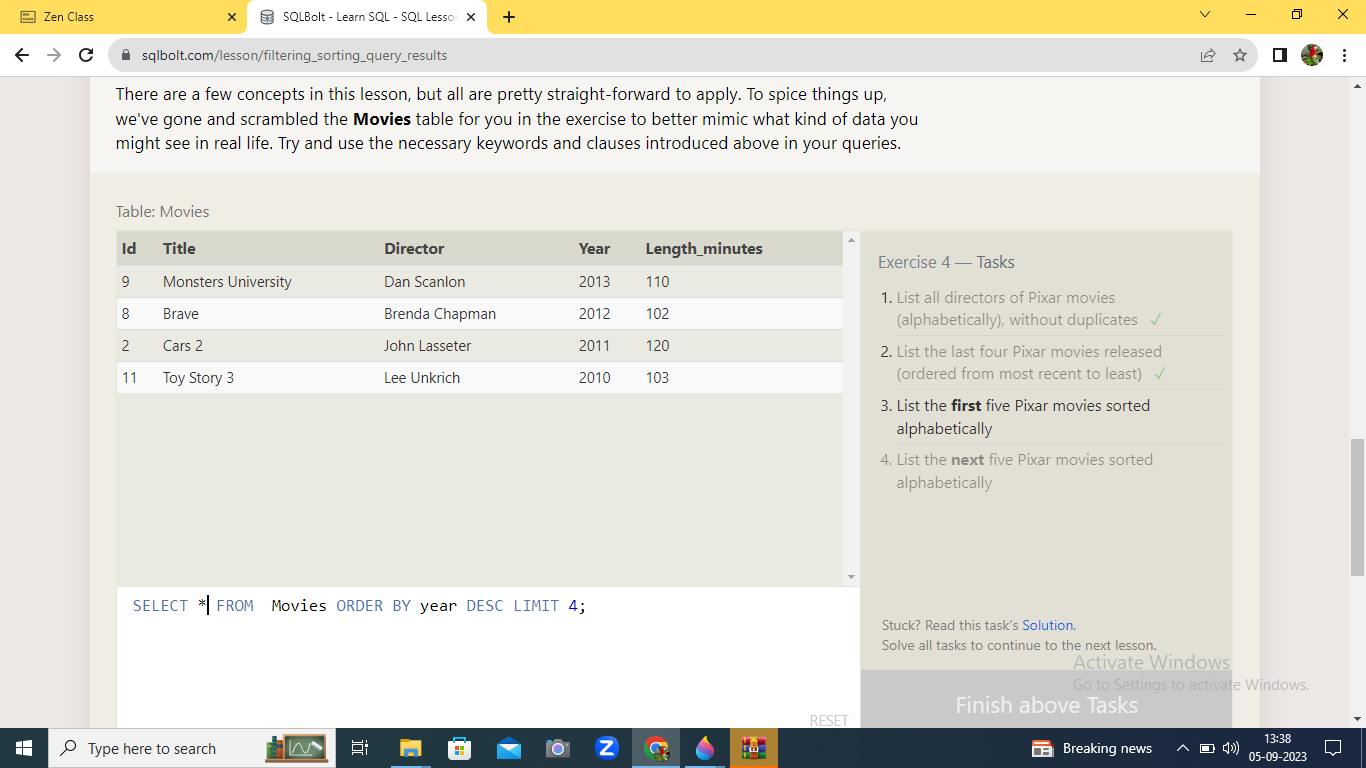 Zen Class
SQLBolt - Learn SQL - SQL Lesson
sqlbolt.com/lesson/filtering_sorting_query_results
There are a few concepts in this lesson, but all are pretty straight-forward to apply. To spice things up,
we've gone and scrambled the Movies table for you in the exercise to better mimic what kind of data you
might see in real life. Try and use the necessary keywords and clauses introduced above in your queries.
Table: Movies
Id Title Director Year Length_minutes
9 Monsters University Dan Scanlon 2013 110
8 Brave Brenda Chapman 2012 102
2 Cars 2 John Lasseter 2011 120
11 Toy Story 3 Lee Unkrich 2010 103
SELECT * FROM  Movies ORDER BY year DESC LIMIT 4;
RESET
Exercise 4 — Tasks
1. List all directors of Pixar movies
(alphabetically), without duplicates ✓
2. List the last four Pixar movies released
(ordered from most recent to least) ✓
3. List the first five Pixar movies sorted
alphabetically
4. List the next five Pixar movies sorted
alphabetically
Stuck? Read this task's Solution.
Solve all tasks to continue to the next lesson.
Activate Windows
Go to Settings to activate Windows.
Finish above Tasks
Type here to search
Breaking news
13:38
05-09-2023